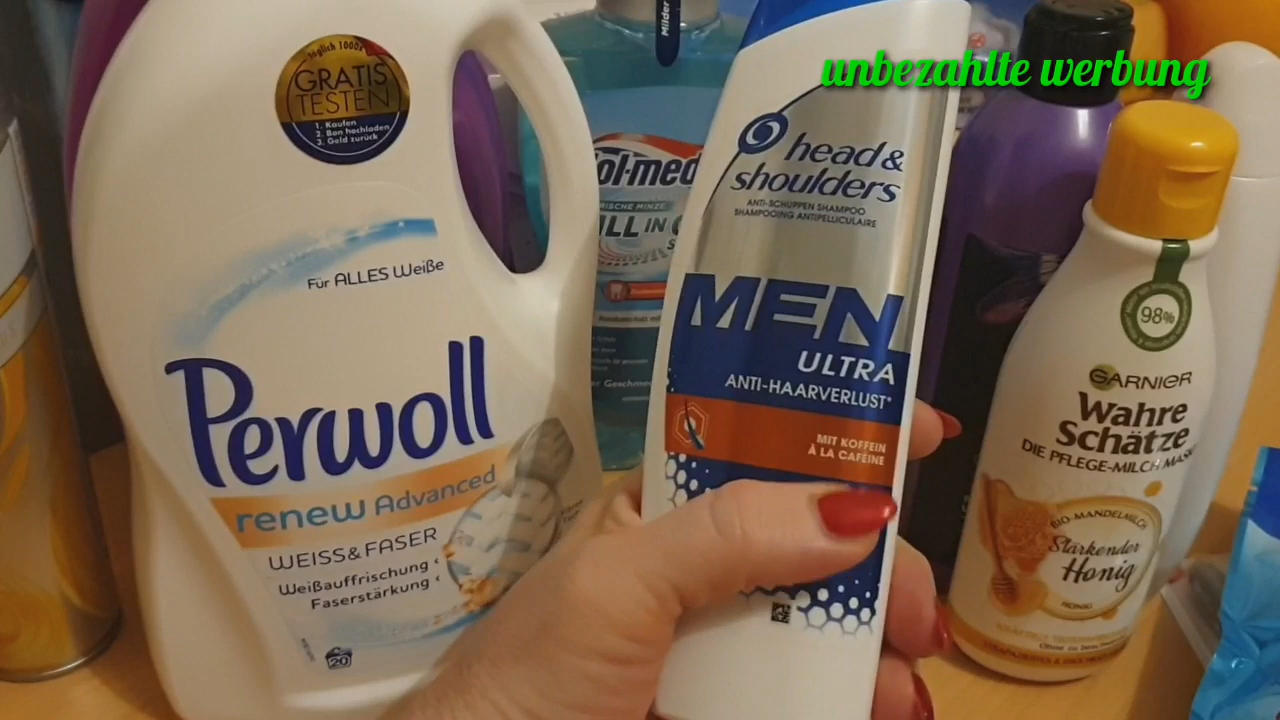 unbezahlte werbung
täglich 1000x
GRATIS
TESTEN
1. Kaufen
2. Bon hochladen
3. Geld zurück
Für ALLES Weiße
Perwoll
renew Advanced
WEISS&FASER
Weißauffrischung
Faserstärkung
20
Milder
ol-med
RISCHE MINZE
ILL IN
head&
shoulders
ANTI-SCHUPPEN SHAMPOO
SHAMPOOING ANTIPELLICULAIRE
MEN
ULTRA
ANTI-HAARVERLUST*
MIT KOFFEIN
À LA CAFÉINE
98%
GARNIER
Wahre
Schätze
DIE PFLEGE-MILCH MASK
BIO-MANDELMILCH
Stärkender
Honig
HONIG